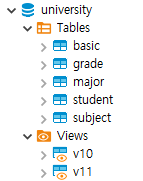 university
Tables
basic
grade
major
student
subject
Views
v10
v11